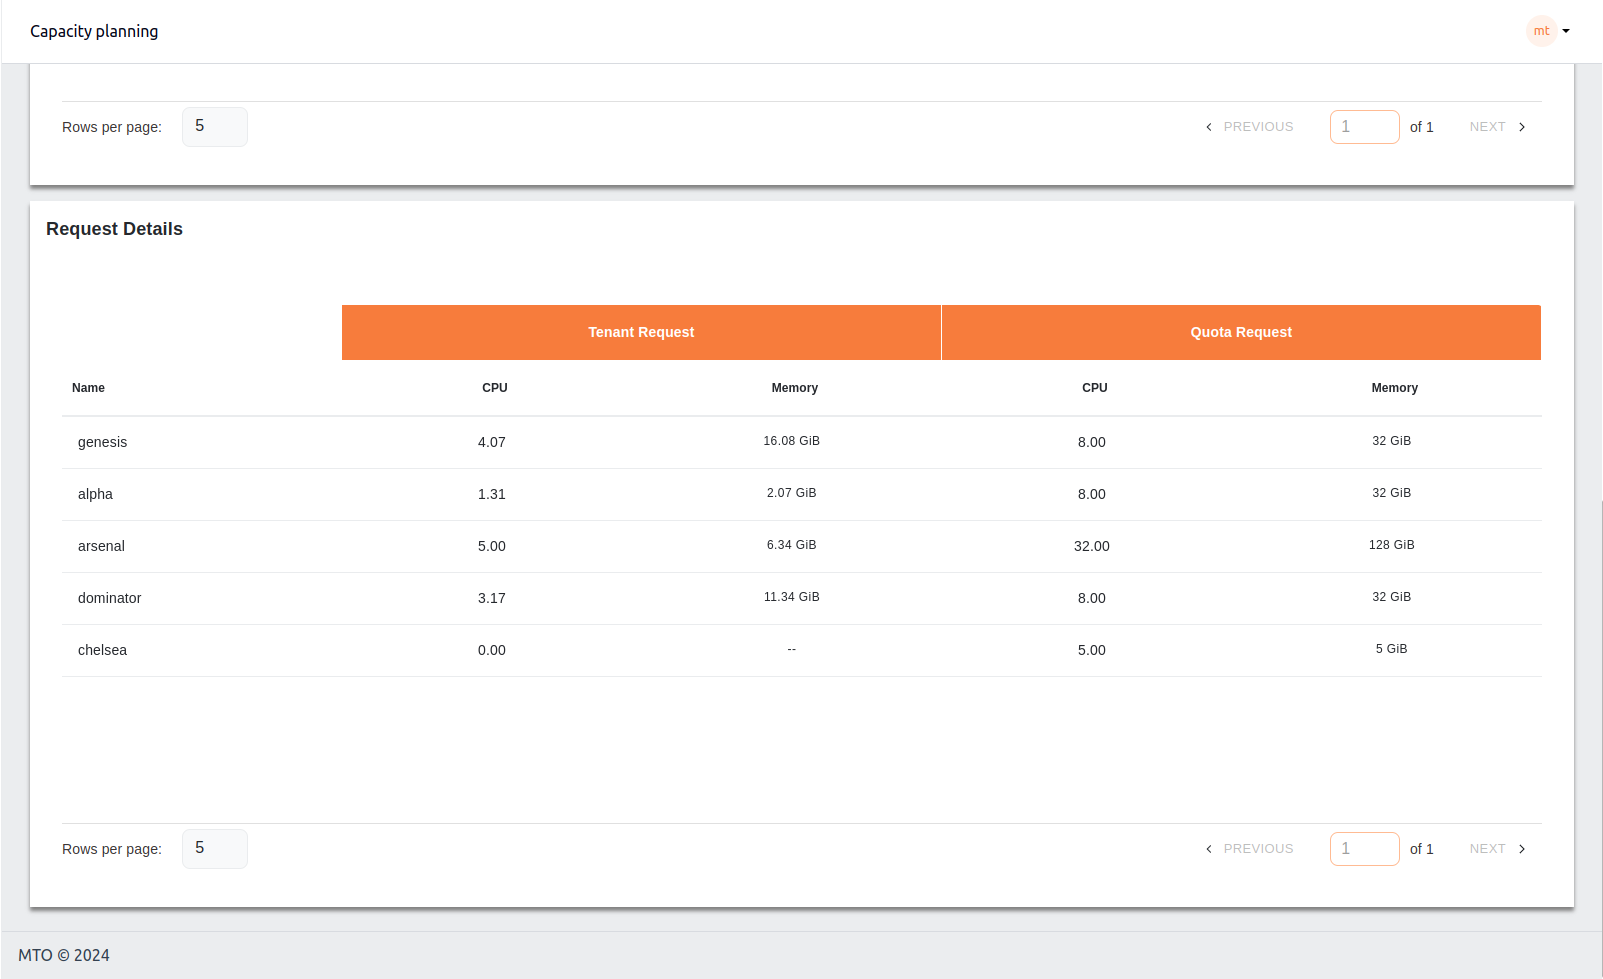 Capacity planning
mt
Rows per page: 5 PREVIOUS 1 of 1 NEXT
Request Details
Tenant Request Quota Request
Name CPU Memory CPU Memory
genesis 4.07 16.08 GiB 8.00 32 GiB
alpha 1.31 2.07 GiB 8.00 32 GiB
arsenal 5.00 6.34 GiB 32.00 128 GiB
dominator 3.17 11.34 GiB 8.00 32 GiB
chelsea 0.00 -- 5.00 5 GiB
Rows per page: 5 PREVIOUS 1 of 1 NEXT
MTO © 2024